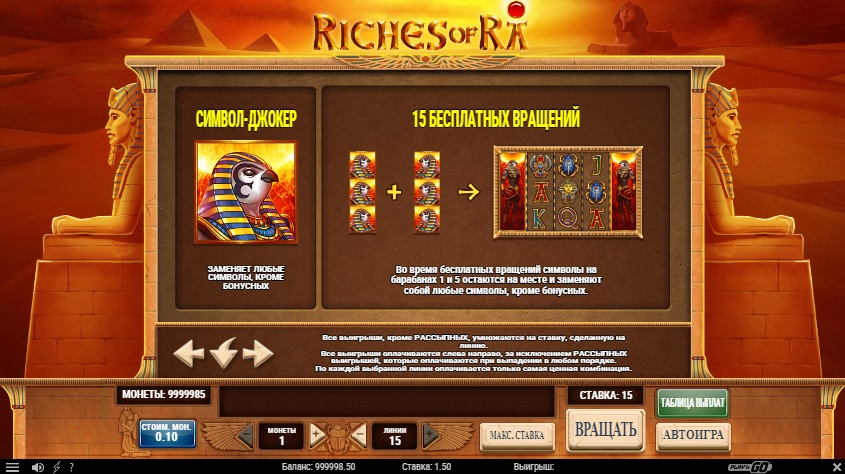 RICHES OF RA
СИМВОЛ-ДЖОКЕР
15 БЕСПЛАТНЫХ ВРАЩЕНИЙ
ЗАМЕНЯЕТ ЛЮБЫЕ
СИМВОЛЫ, КРОМЕ
БОНУСНЫХ
J
A
K Q A
Во время бесплатных вращений символы на
барабанах 1 и 5 остаются на месте и заменяют
собой любые символы, кроме бонусных.
Все выигрыши, кроме РАССЫПНЫХ, умножаются на ставку, сделанную на
линию.
Все выигрыши оплачиваются слева направо, за исключением РАССЫПНЫХ
выигрышей, которые оплачиваются при выпадении в любом порядке.
По каждой выбранной линии оплачивается только самая ценная комбинация.
МОНЕТЫ: 9999985
СТАВКА: 15
ТАБЛИЦА ВЫПЛАТ
СТОИМ. МОН.
0.10
МОНЕТЫ
1
ЛИНИИ
15
МАКС. СТАВКА
ВРАЩАТЬ
АВТОИГРА
Баланс: 999998.50 Ставка: 1.50 Выигрыш:
PLAY'N GO